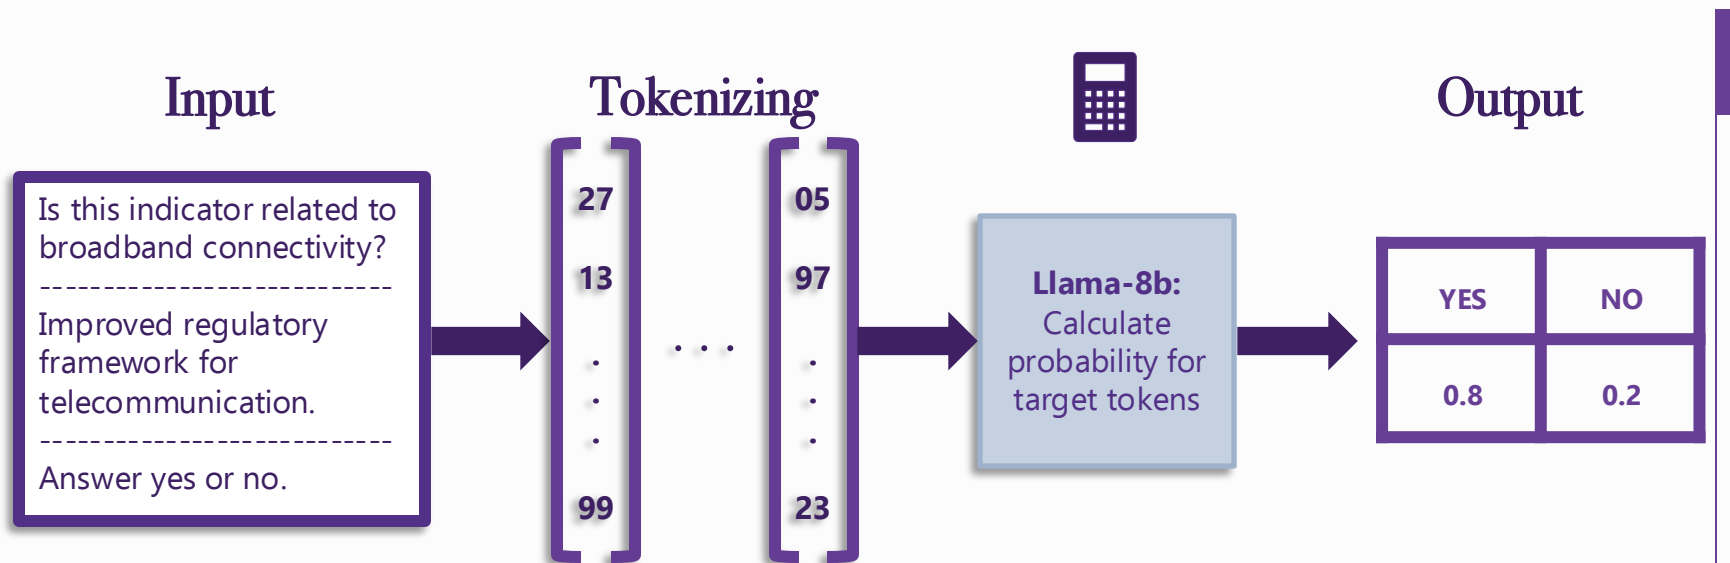 Input
Is this indicator related to
broadband connectivity?
----------------------------
Improved regulatory
framework for
telecommunication.
----------------------------
Answer yes or no.
Tokenizing
27
13
.
.
.
99
. . .
05
97
.
.
.
23
Llama-8b:
Calculate
probability for
target tokens
Output
YES NO
0.8 0.2